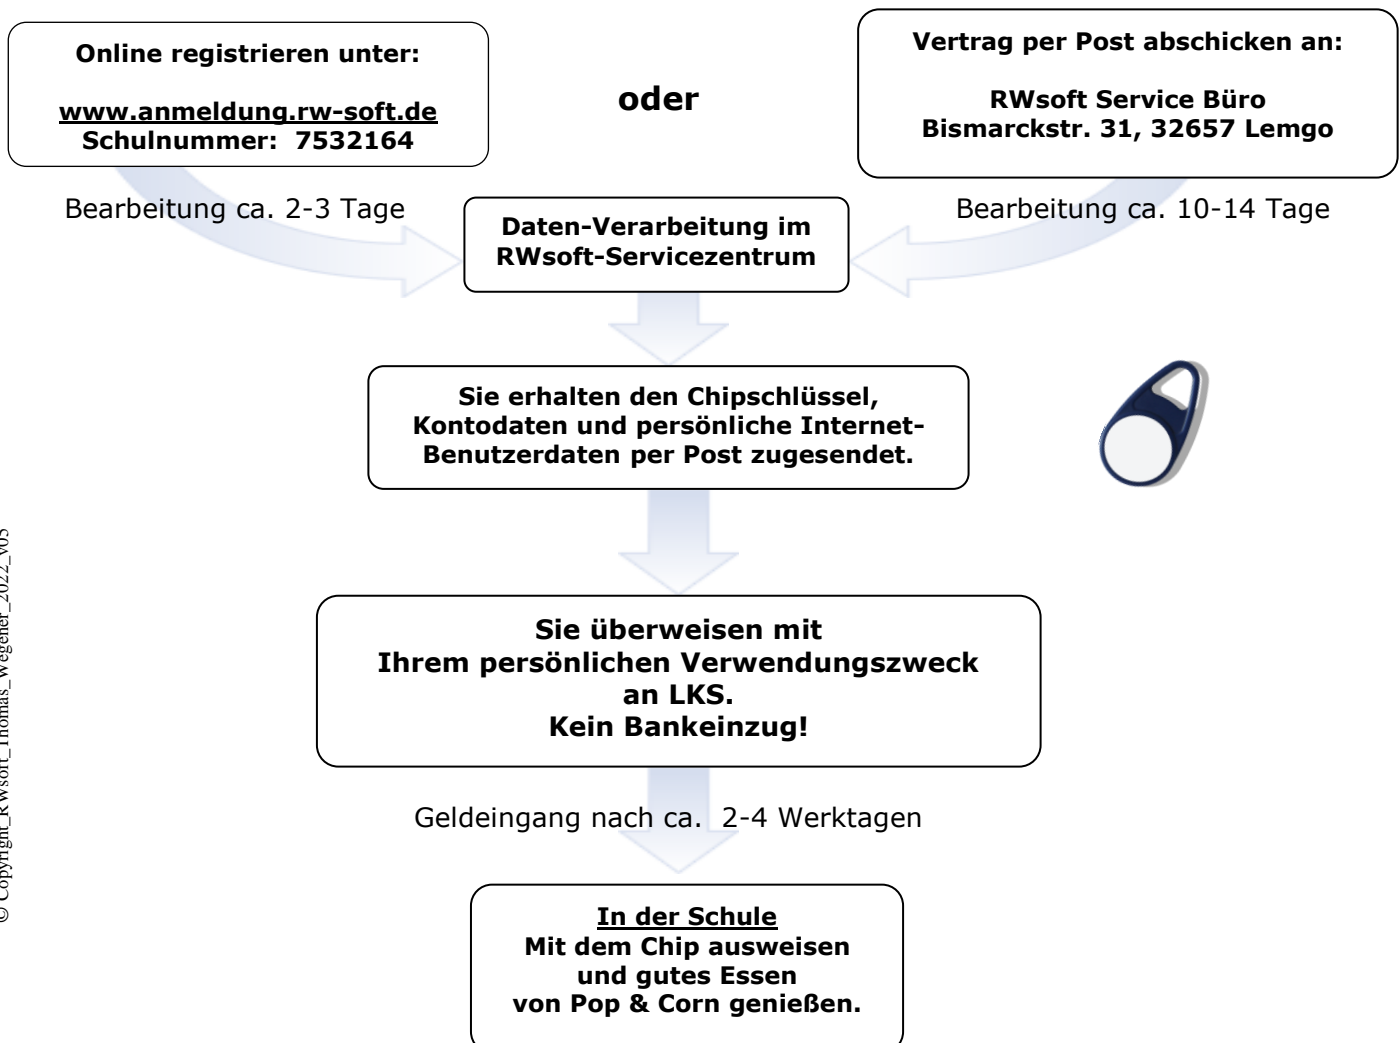 Online registrieren unter:
www.anmeldung.rw-soft.de
Schulnummer: 7532164
oder
Vertrag per Post abschicken an:
RWsoft Service Büro
Bismarckstr. 31, 32657 Lemgo
Bearbeitung ca. 2-3 Tage
Bearbeitung ca. 10-14 Tage
Daten-Verarbeitung im
RWsoft-Servicezentrum
Sie erhalten den Chipschlüssel,
Kontodaten und persönliche Internet-
Benutzerdaten per Post zugesendet.
Sie überweisen mit
Ihrem persönlichen Verwendungszweck
an LKS.
Kein Bankeinzug!
Geldeingang nach ca. 2-4 Werktagen
In der Schule
Mit dem Chip ausweisen
und gutes Essen
von Pop & Corn genießen.
© Copyright_RWsoft_Thomas_Wegener_2022_v05